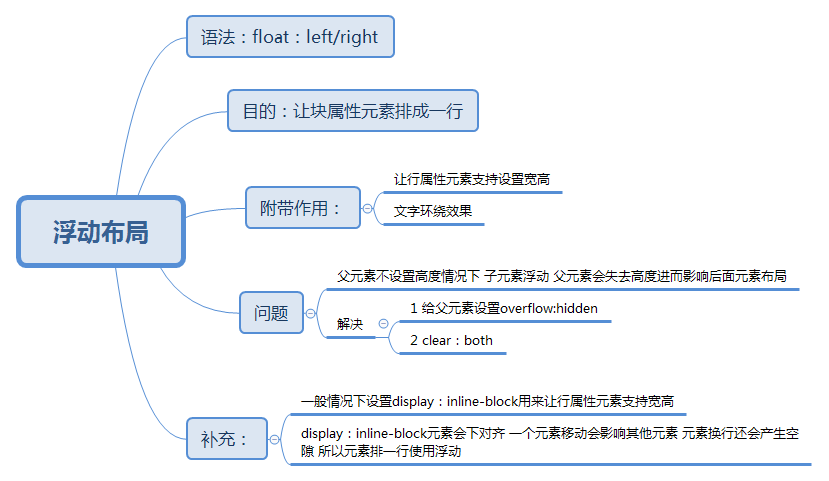 语法：float：left/right
目的：让块属性元素排成一行
浮动布局
附带作用：
让行属性元素支持设置宽高
文字环绕效果
问题
父元素不设置高度情况下 子元素浮动 父元素会失去高度进而影响后面元素布局
解决
1 给父元素设置overflow:hidden
2 clear：both
补充：
一般情况下设置display：inline-block用来让行属性元素支持宽高
display：inline-block元素会下对齐 一个元素移动会影响其他元素 元素换行还会产生空
隙 所以元素排一行使用浮动